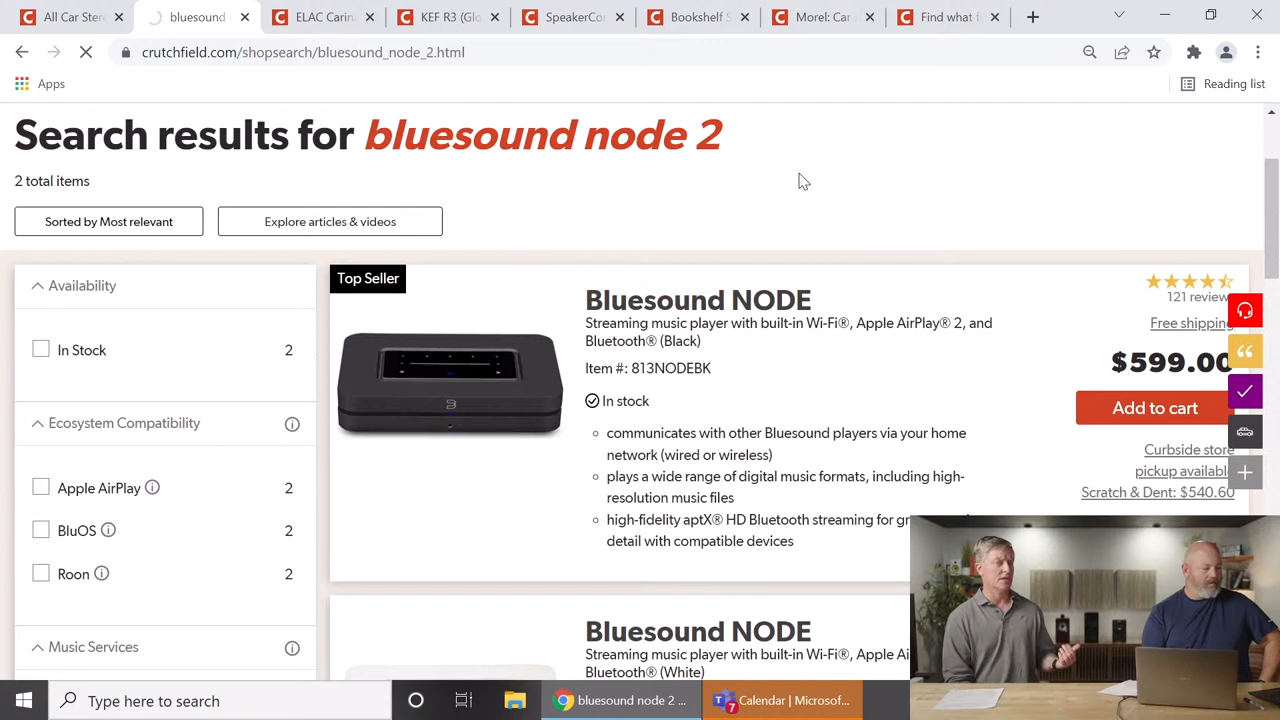 All Car Ster
bluesound
ELAC Carin
KEF R3 (Glo
SpeakerCor
Bookshelf S
Morel: Car
Find what f
crutchfield.com/shopsearch/bluesound_node_2.html
Apps
Reading list
Search results for bluesound node 2
2 total items
Sorted by Most relevant
Explore articles & videos
Availability
In Stock 2
Ecosystem Compatibility
Apple AirPlay 2
BluOS 2
Roon 2
Music Services
Top Seller
Bluesound NODE
Streaming music player with built-in Wi-Fi®, Apple AirPlay® 2, and
Bluetooth® (Black)
Item #: 813NODEBK
In stock
communicates with other Bluesound players via your home
network (wired or wireless)
plays a wide range of digital music formats, including high-
resolution music files
high-fidelity aptX® HD Bluetooth streaming for gr
detail with compatible devices
121 review
Free shipping
$599.00
Add to cart
Curbside store
pickup available
Scratch & Dent: $540.60
Bluesound NODE
Streaming music player with built-in Wi-Fi®, Apple Ai
Bluetooth® (White)
Type here to search
bluesound node 2 ...
7
Calendar | Microsof...